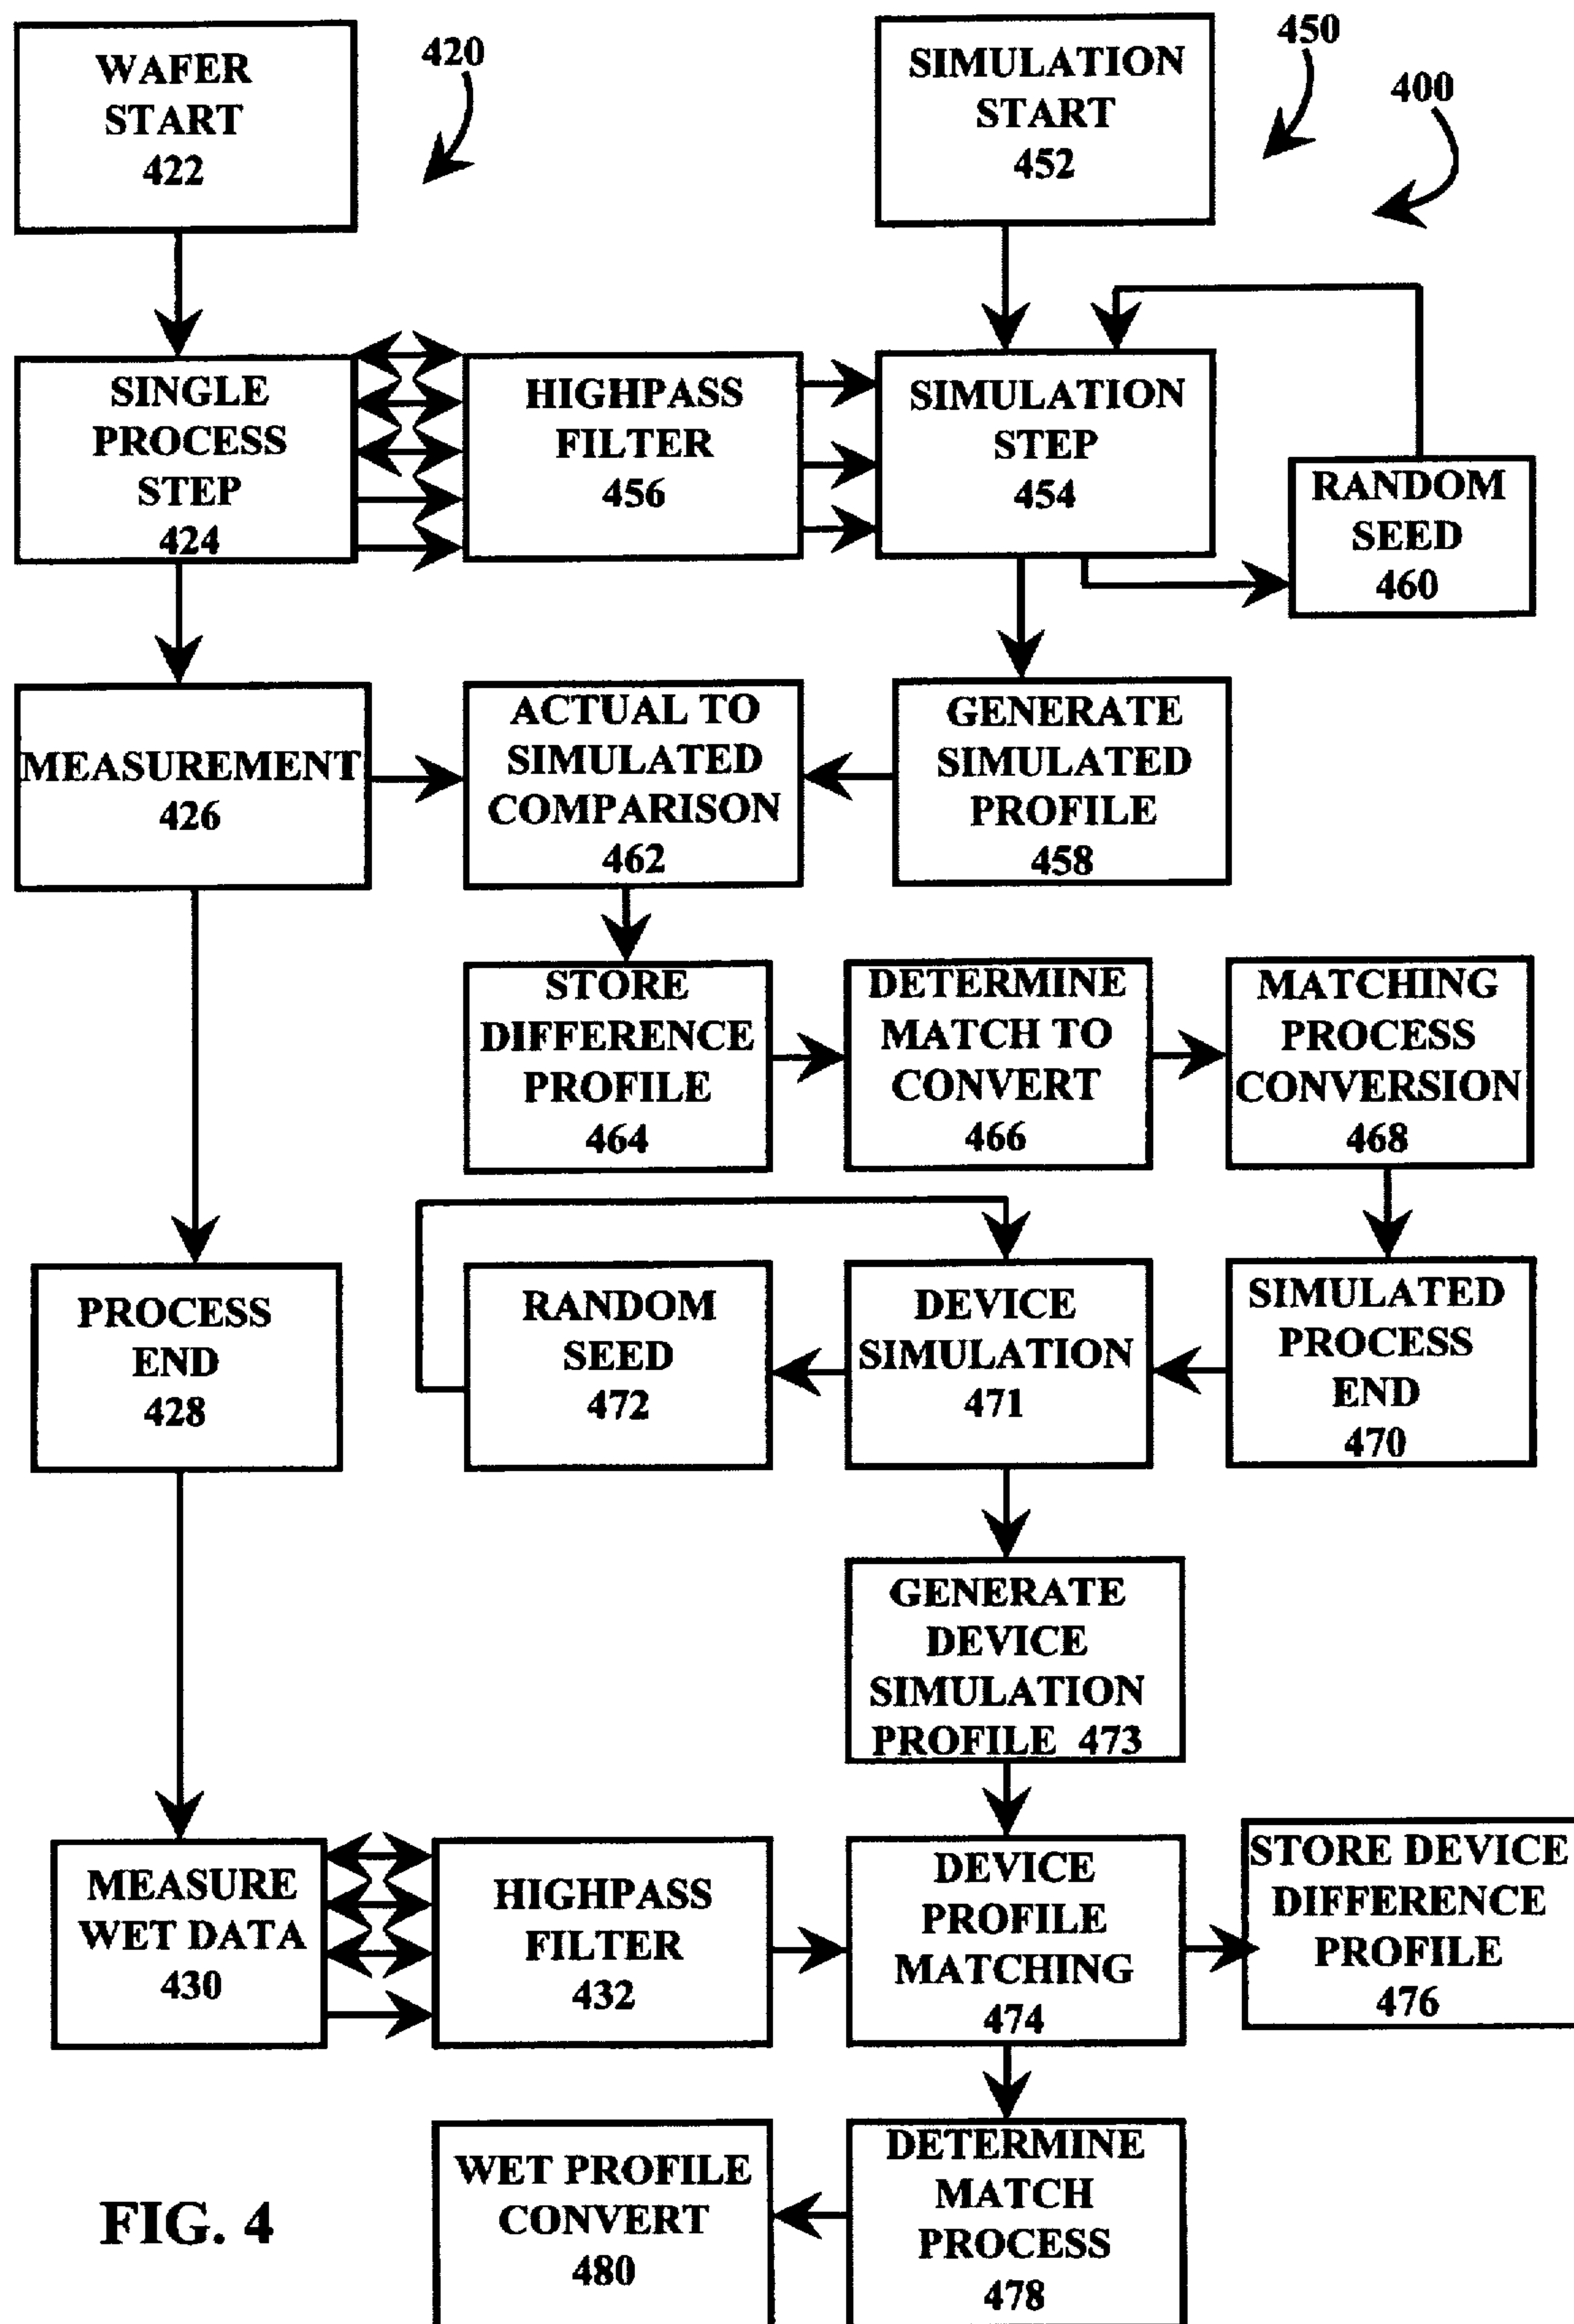 WAFER
START
422
420
SIMULATION
START
452
450
400
SINGLE
PROCESS
STEP
424
HIGHPASS
FILTER
456
SIMULATION
STEP
454
RANDOM
SEED
460
MEASUREMENT
426
ACTUAL TO
SIMULATED
COMPARISON
462
GENERATE
SIMULATED
PROFILE
458
STORE
DIFFERENCE
PROFILE
464
DETERMINE
MATCH TO
CONVERT
466
MATCHING
PROCESS
CONVERSION
468
PROCESS
END
428
RANDOM
SEED
472
DEVICE
SIMULATION
471
SIMULATED
PROCESS
END
470
GENERATE
DEVICE
SIMULATION
PROFILE 473
MEASURE
WET DATA
430
HIGHPASS
FILTER
432
DEVICE
PROFILE
MATCHING
474
STORE DEVICE
DIFFERENCE
PROFILE
476
WET PROFILE
CONVERT
480
DETERMINE
MATCH
PROCESS
478
FIG. 4